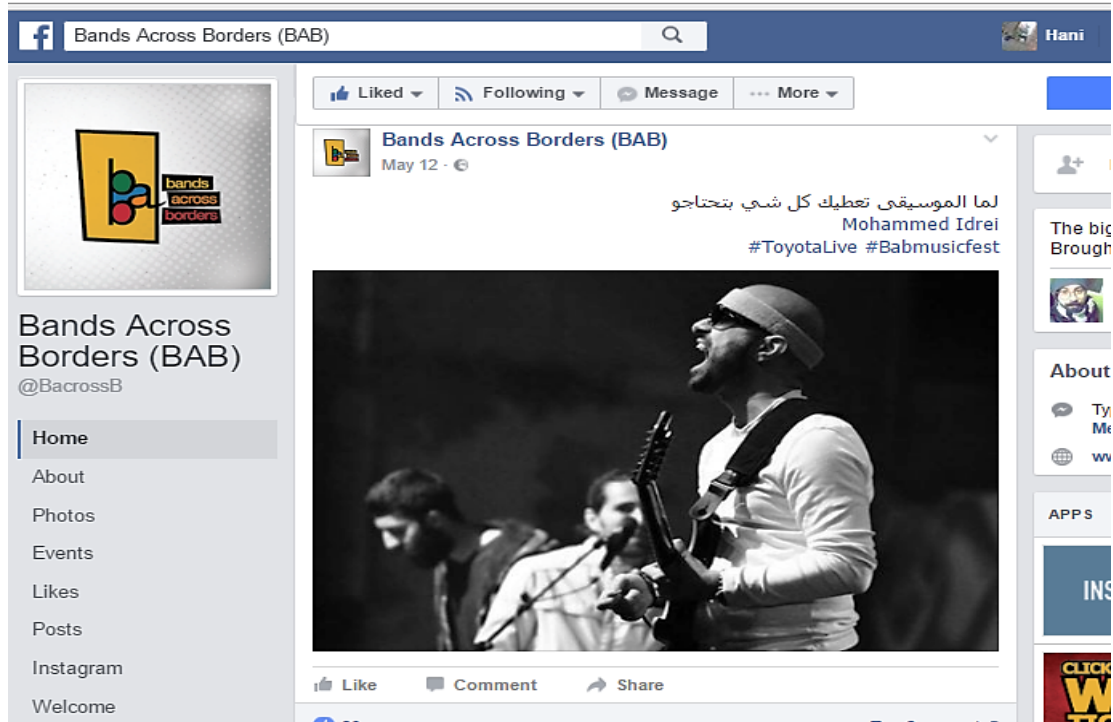 Bands Across Borders (BAB)
Hani
Liked
Following
Message
More
bands
across
borders
Bands Across Borders (BAB)
@BacrossB
Home
About
Photos
Events
Likes
Posts
Instagram
Welcome
Bands Across Borders (BAB)
May 12
لما الموسيقى تعطيك كل شي بتحتاجو
Mohammed Idrei
#ToyotaLive #Babmusicfest
Like
Comment
Share
The big
Brough
About
APPS
INS
CLICK